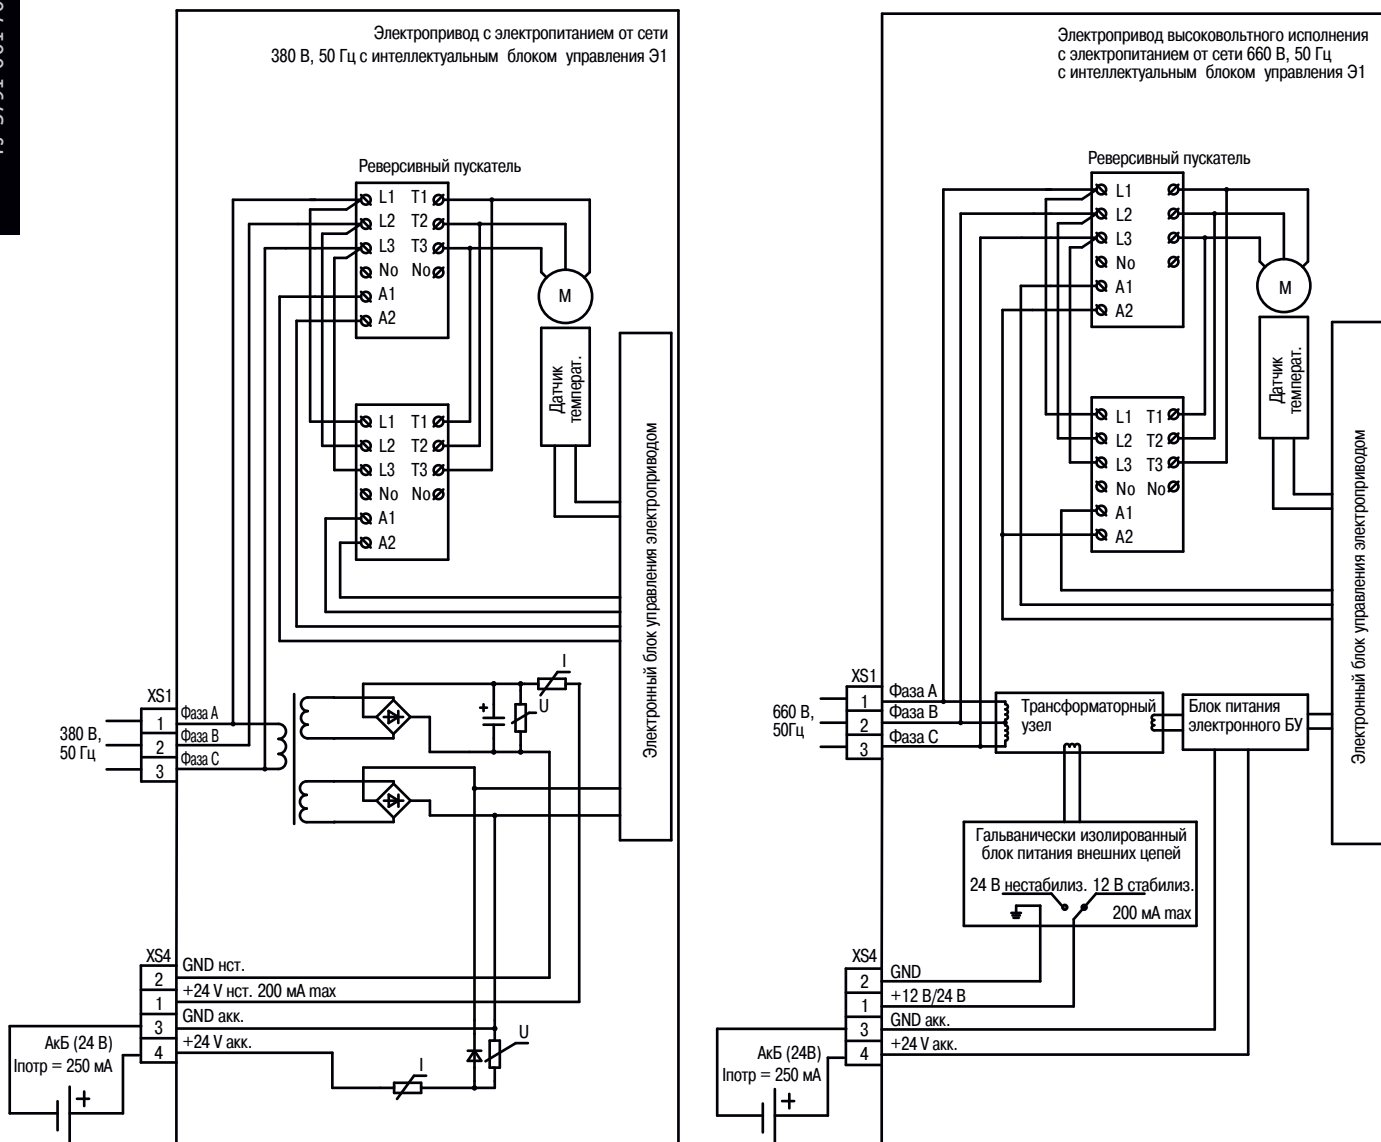 Электропривод с электропитанием от сети
380 В, 50 Гц с интеллектуальным блоком управления Э1
Реверсивный пускатель
L1 T1
L2 T2
L3 T3
No No
A1
A2
M
Датчик
температ.
L1 T1
L2 T2
L3 T3
No No
A1
A2
Электронный блок управления электроприводом
XS1
380 В,
50 Гц
1 Фаза А
2 Фаза В
3 Фаза С
I
+
U
XS4
2 GND нст.
1 +24 V нст. 200 мА max
3 GND акк.
4 +24 V акк.
АкБ (24 В)
Iпотр = 250 мА
+
I
U
Электропривод высоковольтного исполнения
с электропитанием от сети 660 В, 50 Гц
с интеллектуальным блоком управления Э1
Реверсивный пускатель
L1
L2
L3
No
A1
A2
M
Датчик
температ.
L1 T1
L2 T2
L3 T3
No No
A1
A2
Электронный блок управления электроприводом
XS1
660 В,
50Гц
1 Фаза А
2 Фаза В
3 Фаза С
Трансформаторный
узел
Блок питания
электронного БУ
Гальванически изолированный
блок питания внешних цепей
24 В нестабилиз. 12 В стабилиз.
200 мА max
XS4
2 GND
1 +12 В/24 В
3 GND акк.
4 +24 V акк.
АкБ (24В)
Iпотр = 250 мА
+